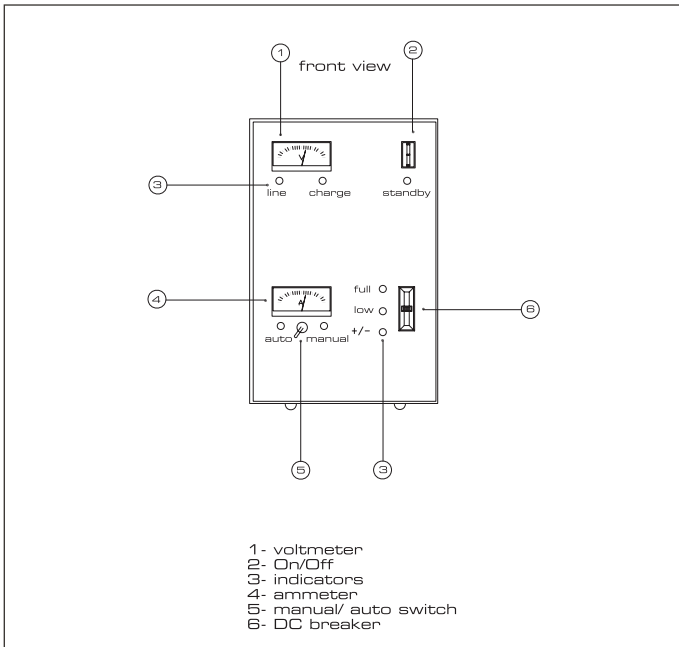 1
2
front view
V
3
line
charge
standby
4
A
full
low
+/-
6
auto
manual
5
3
1- voltmeter
2- On/Off
3- indicators
4- ammeter
5- manual/ auto switch
6- DC breaker